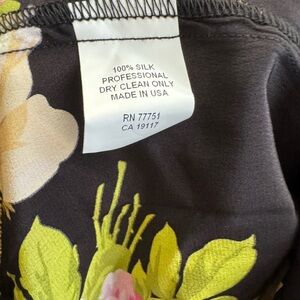 100% SILK
PROFESSIONAL
DRY CLEAN ONLY
MADE IN USA
RN 77751
CA 19117